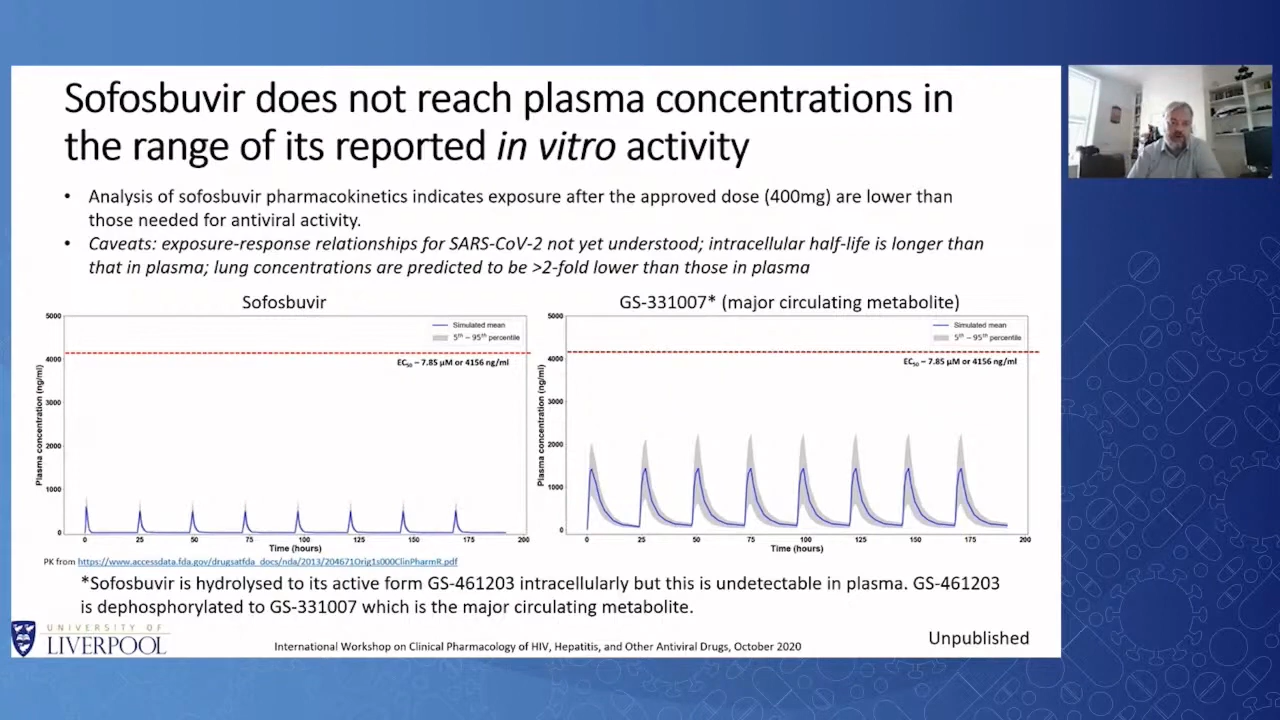 Sofosbuvir does not reach plasma concentrations in
the range of its reported in vitro activity
• Analysis of sofosbuvir pharmacokinetics indicates exposure after the approved dose (400mg) are lower than
those needed for antiviral activity.
• Caveats: exposure-response relationships for SARS-CoV-2 not yet understood; intracellular half-life is longer than
that in plasma; lung concentrations are predicted to be >2-fold lower than those in plasma
Sofosbuvir
5000
4000
3000
2000
1000
0
Plasma concentration (ng/ml)
Simulated mean
5th – 95th percentile
EC50 – 7.85 µM or 4156 ng/ml
0 25 50 75 100 125 150 175 200
Time (hours)
GS-331007* (major circulating metabolite)
5000
4000
3000
2000
1000
0
Plasma concentration (ng/ml)
Simulated mean
5th – 95th percentile
EC50 – 7.85 µM or 4156 ng/ml
0 25 50 75 100 125 150 175 200
Time (hours)
PK from https://www.accessdata.fda.gov/drugsatfda_docs/nda/2013/204671Orig1s000ClinPharmR.pdf
*Sofosbuvir is hydrolysed to its active form GS-461203 intracellularly but this is undetectable in plasma. GS-461203
is dephosphorylated to GS-331007 which is the major circulating metabolite.
UNIVERSITY OF
LIVERPOOL
International Workshop on Clinical Pharmacology of HIV, Hepatitis, and Other Antiviral Drugs, October 2020
Unpublished